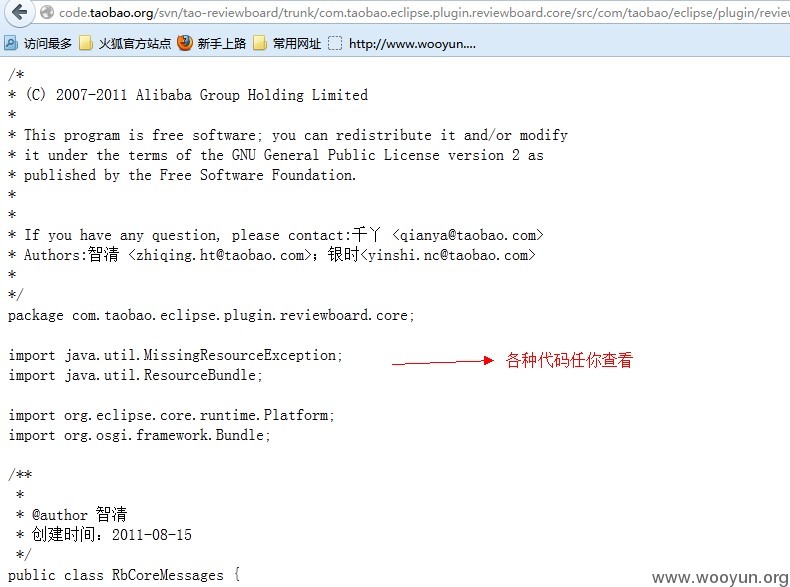 code.taobao.org/svn/tao-reviewboard/trunk/com.taobao.eclipse.plugin.reviewboard.core/src/com/taobao/eclipse/plugin/review
访问最多 火狐官方站点 新手上路 常用网址 http://www.wooyun....
/*
* (C) 2007-2011 Alibaba Group Holding Limited
*
* This program is free software; you can redistribute it and/or modify
* it under the terms of the GNU General Public License version 2 as
* published by the Free Software Foundation.
*
*
* If you have any question, please contact:千丫 <qianya@taobao.com>
* Authors:智清 <zhiqing.ht@taobao.com>；银时<yinshi.nc@taobao.com>
*
*/
package com.taobao.eclipse.plugin.reviewboard.core;
import java.util.MissingResourceException;
各种代码任你查看
import java.util.ResourceBundle;
import org.eclipse.core.runtime.Platform;
import org.osgi.framework.Bundle;
/**
*
* @author 智清
* 创建时间：2011-08-15
*/
public class RbCoreMessages {
www.wooyun.org